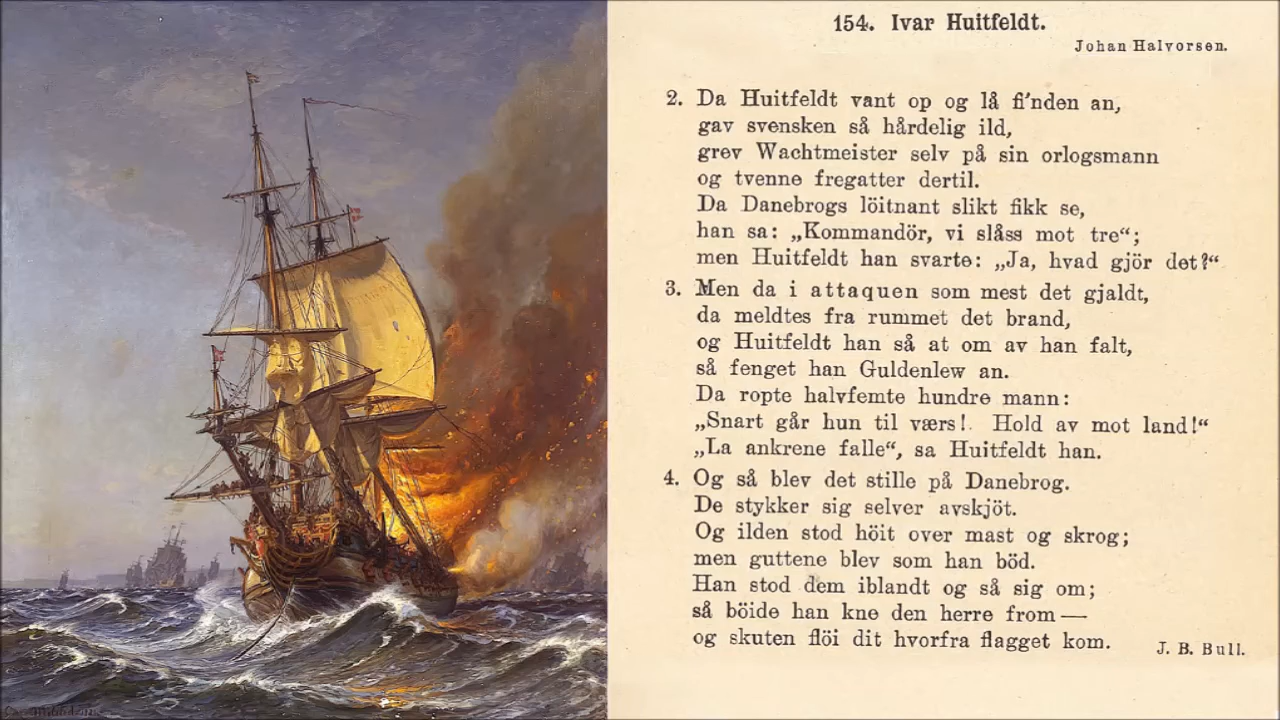 154. Ivar Huitfeldt.
Johan Halvorsen.
2. Da Huitfeldt vant op og lå fi'nden an,
gav svensken så hårdelig ild,
grev Wachtmeister selv på sin orlogsmann
og tvenne fregatter dertil.
Da Danebrogs löitnant slikt fikk se,
han sa: „Kommandör, vi slåss mot tre“;
men Huitfeldt han svarte: „Ja, hvad gjör det?“
3. Men da i attaquen som mest det gjaldt,
da meldtes fra rummet det brand,
og Huitfeldt han så at om av han falt,
så fenget han Guldenlew an.
Da ropte halvfemte hundre mann:
„Snart går hun til værs! Hold av mot land!“
„La ankrene falle“, sa Huitfeldt han.
4. Og så blev det stille på Danebrog.
De stykker sig selver avskjöt.
Og ilden stod höit over mast og skrog;
men guttene blev som han böd.
Han stod dem iblandt og så sig om;
så böide han kne den herre from —
og skuten flöi dit hvorfra flagget kom.
J. B. Bull.